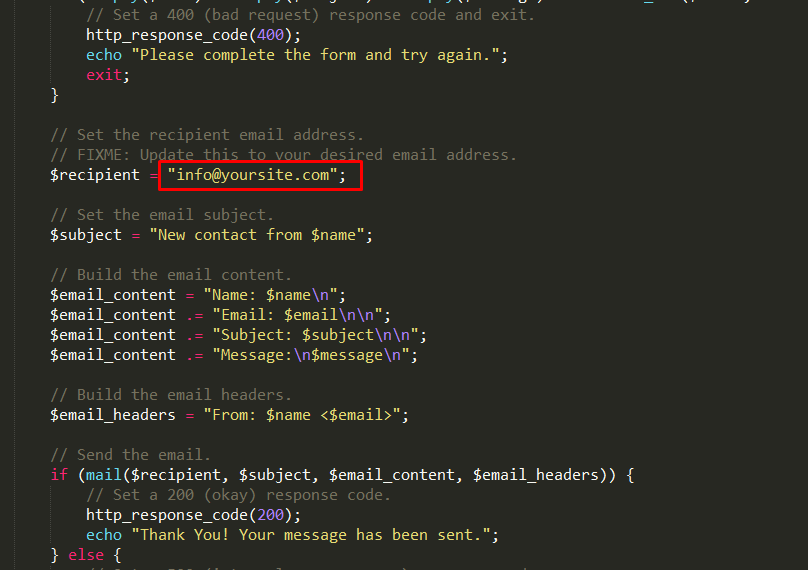 // Set a 400 (bad request) response code and exit.
http_response_code(400);
echo "Please complete the form and try again.";
exit;
}
// Set the recipient email address.
// FIXME: Update this to your desired email address.
$recipient = "info@yoursite.com";
// Set the email subject.
$subject = "New contact from $name";
// Build the email content.
$email_content = "Name: $name\n";
$email_content .= "Email: $email\n\n";
$email_content .= "Subject: $subject\n\n";
$email_content .= "Message:\n$message\n";
// Build the email headers.
$email_headers = "From: $name <$email>";
// Send the email.
if (mail($recipient, $subject, $email_content, $email_headers)) {
// Set a 200 (okay) response code.
http_response_code(200);
echo "Thank You! Your message has been sent.";
} else {